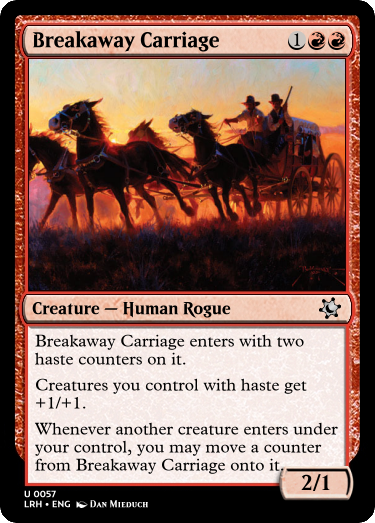 Breakaway Carriage 1
Creature — Human Rogue
Breakaway Carriage enters with two
haste counters on it.
Creatures you control with haste get
+1/+1.
Whenever another creature enters under
your control, you may move a counter
from Breakaway Carriage onto it.
2/1
U 0057
LRH • ENG Dan Mieduch